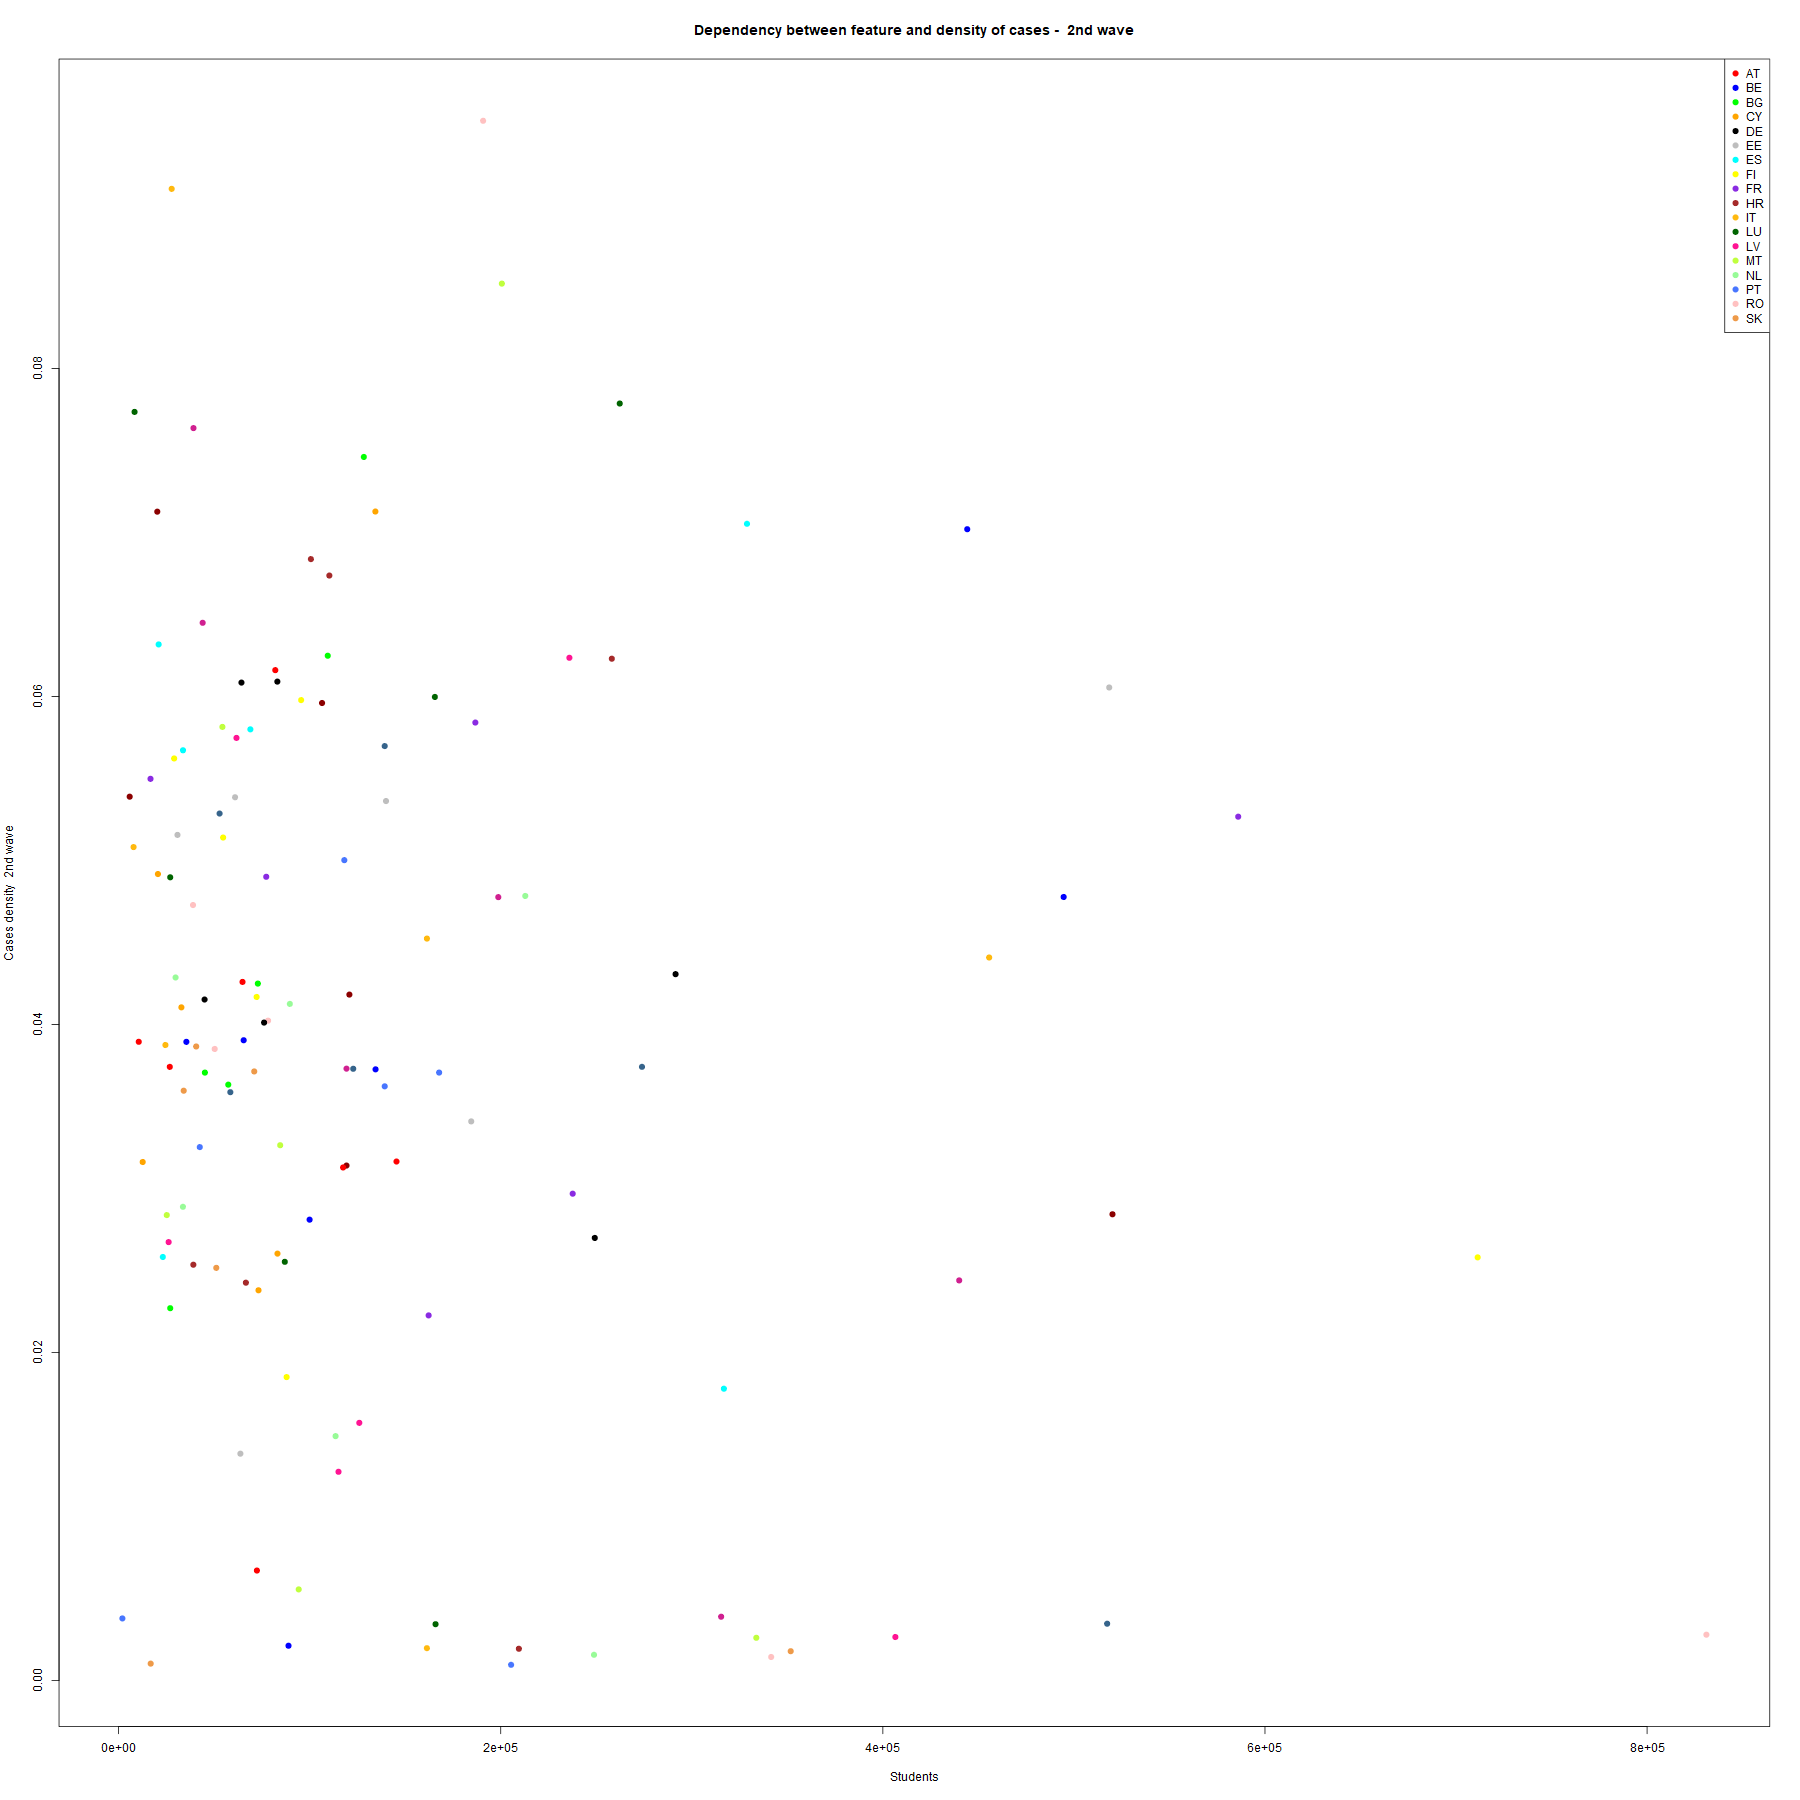 Dependency between feature and density of cases -  2nd wave
AT
BE
BG
CY
DE
EE
ES
FI
FR
HR
IT
LU
LV
MT
NL
PT
RO
SK
0.08
0.06
0.04
0.02
0.00
Cases density  2nd wave
0e+00
2e+05
4e+05
6e+05
8e+05
Students